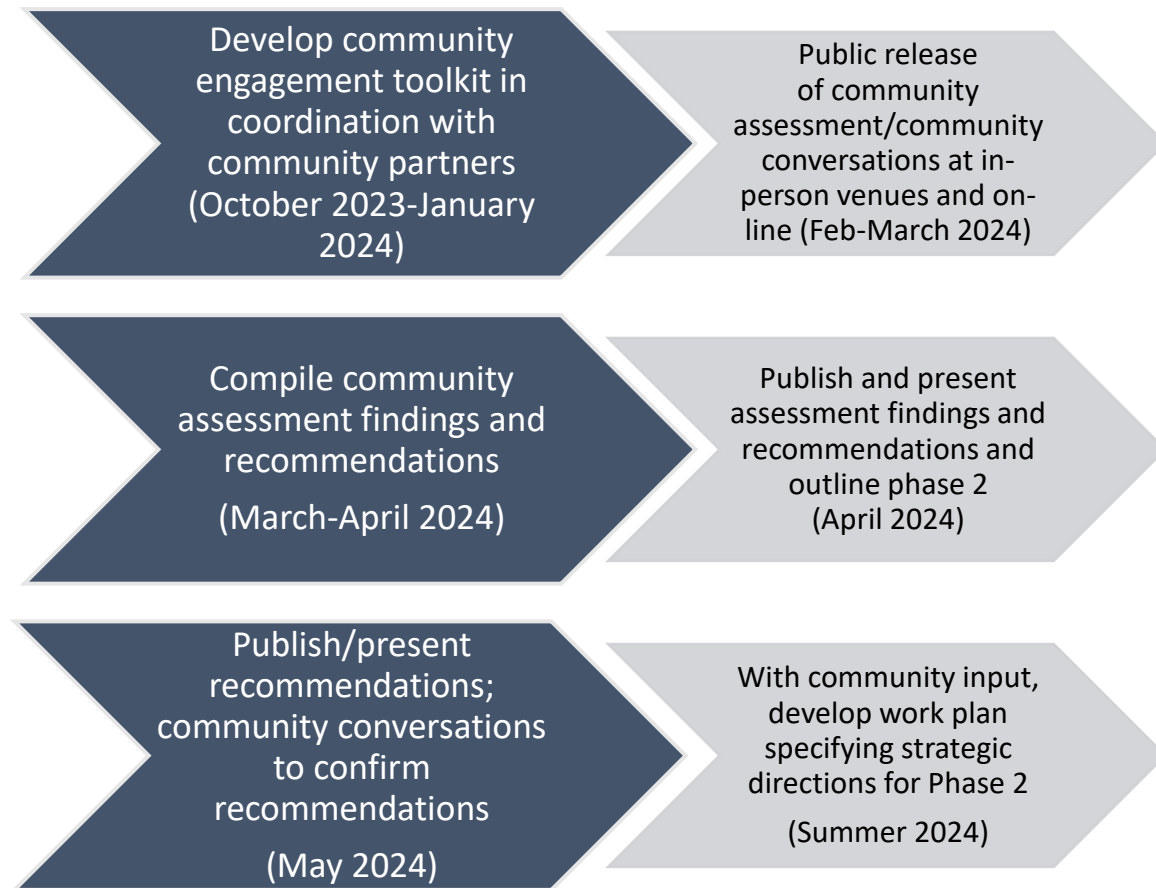 Develop community
engagement toolkit in
coordination with
community partners
(October 2023-January
2024)
Public release
of community
assessment/community
conversations at in-
person venues and on-
line (Feb-March 2024)
Compile community
assessment findings and
recommendations
(March-April 2024)
Publish and present
assessment findings and
recommendations and
outline phase 2
(April 2024)
Publish/present
recommendations;
community conversations
to confirm
recommendations
(May 2024)
With community input,
develop work plan
specifying strategic
directions for Phase 2
(Summer 2024)